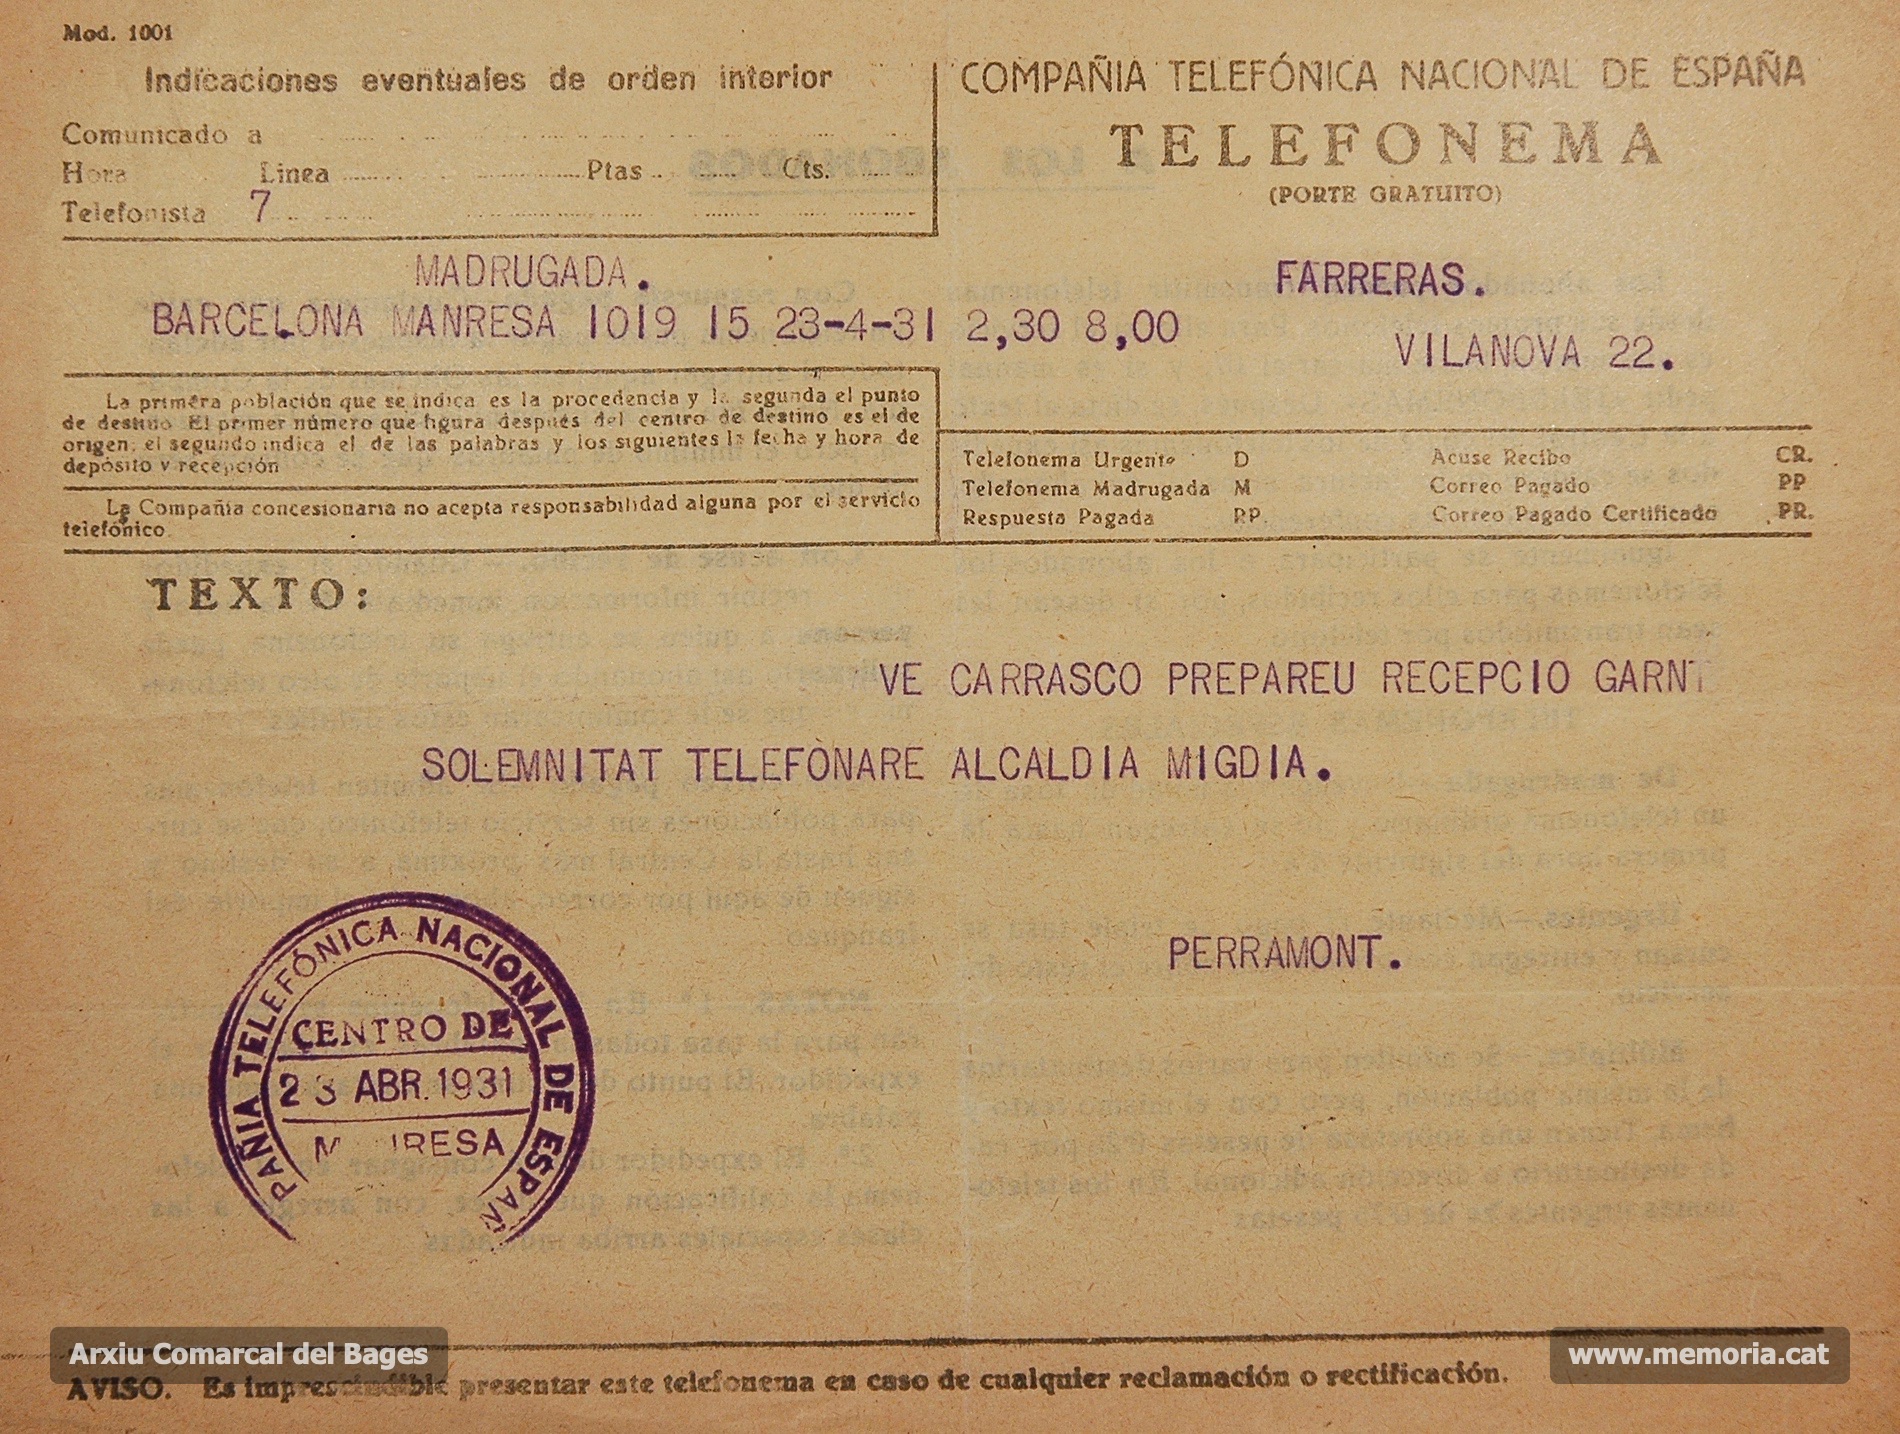 Mod. 1001
Indicaciones eventuales de orden interior
Comunicado a
Hora Linea Ptas Cts.
Telefonista 7
COMPAÑIA TELEFÓNICA NACIONAL DE ESPAÑA
TELEFONEMA
(PORTE GRATUITO)
MADRUGADA.
BARCELONA MANRESA 1019 15 23-4-31 2,30 8,00
FARRERAS.
VILANOVA 22.
La primera población que se indica es la procedencia y la segunda el punto
de destino El primer número que figura después del centro de destino es el de
origen; el segundo indica el de las palabras y los siguientes la fecha y hora de
depósito y recepción
La Compañia concesionaria no acepta responsabilidad alguna por el servicio
telefónico
Telefonema Urgente D
Telefonema Madrugada M
Respuesta Pagada RP.
Acuse Recibo CR.
Correo Pagado PP
Correo Pagado Certificado PR.
TEXTO:
VE CARRASCO PREPAREU RECEPCIO GARNT
SOLEMNITAT TELEFONARE ALCALDIA MIGDIA.
PERRAMONT.
PAÑIA TELEFÓNICA NACIONAL DE ESPAÑ
CENTRO DE
23 ABR. 1931
M RESA
Arxiu Comarcal del Bages
www.memoria.cat
AVISO. Es imprescindible presentar este telefonema en caso de cualquier reclamación o rectificación.